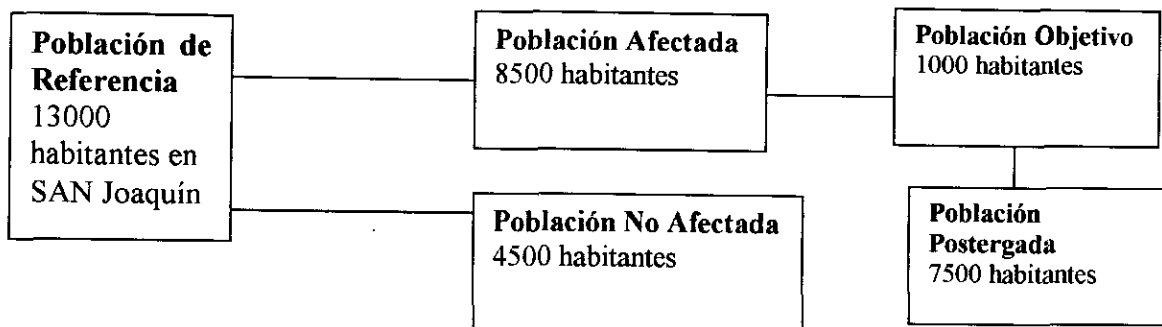 Población de
Referencia
13000
habitantes en
SAN Joaquín
Población Afectada
8500 habitantes
Población Objetivo
1000 habitantes
Población No Afectada
4500 habitantes
Población
Postergada
7500 habitantes